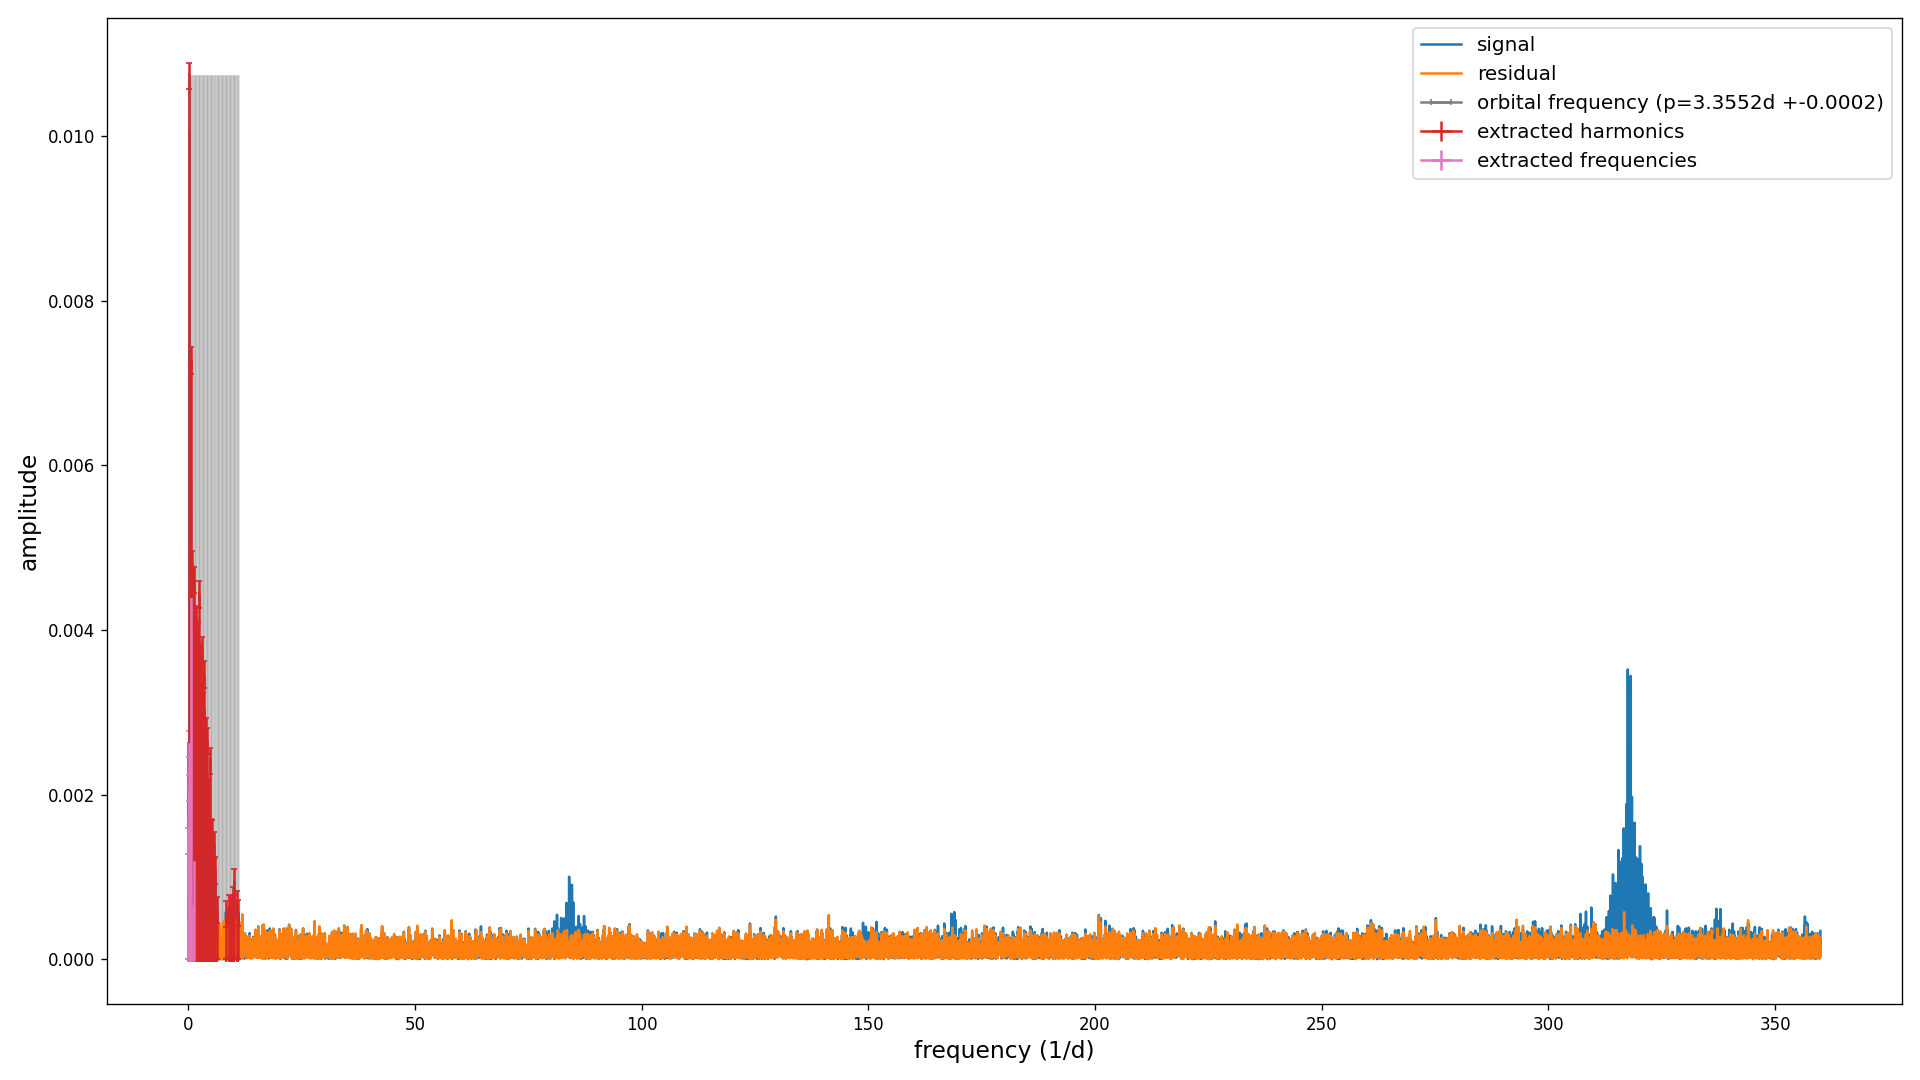 signal
residual
orbital frequency (p=3.3552d +-0.0002)
extracted harmonics
extracted frequencies
amplitude
0.010
0.008
0.006
0.004
0.002
0.000
0 50 100 150 200 250 300 350
frequency (1/d)